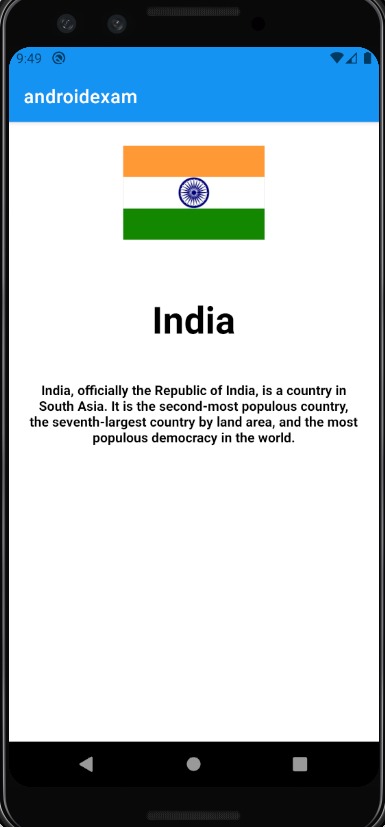 9:49
androidexam
India
India, officially the Republic of India, is a country in
South Asia. It is the second-most populous country,
the seventh-largest country by land area, and the most
populous democracy in the world.